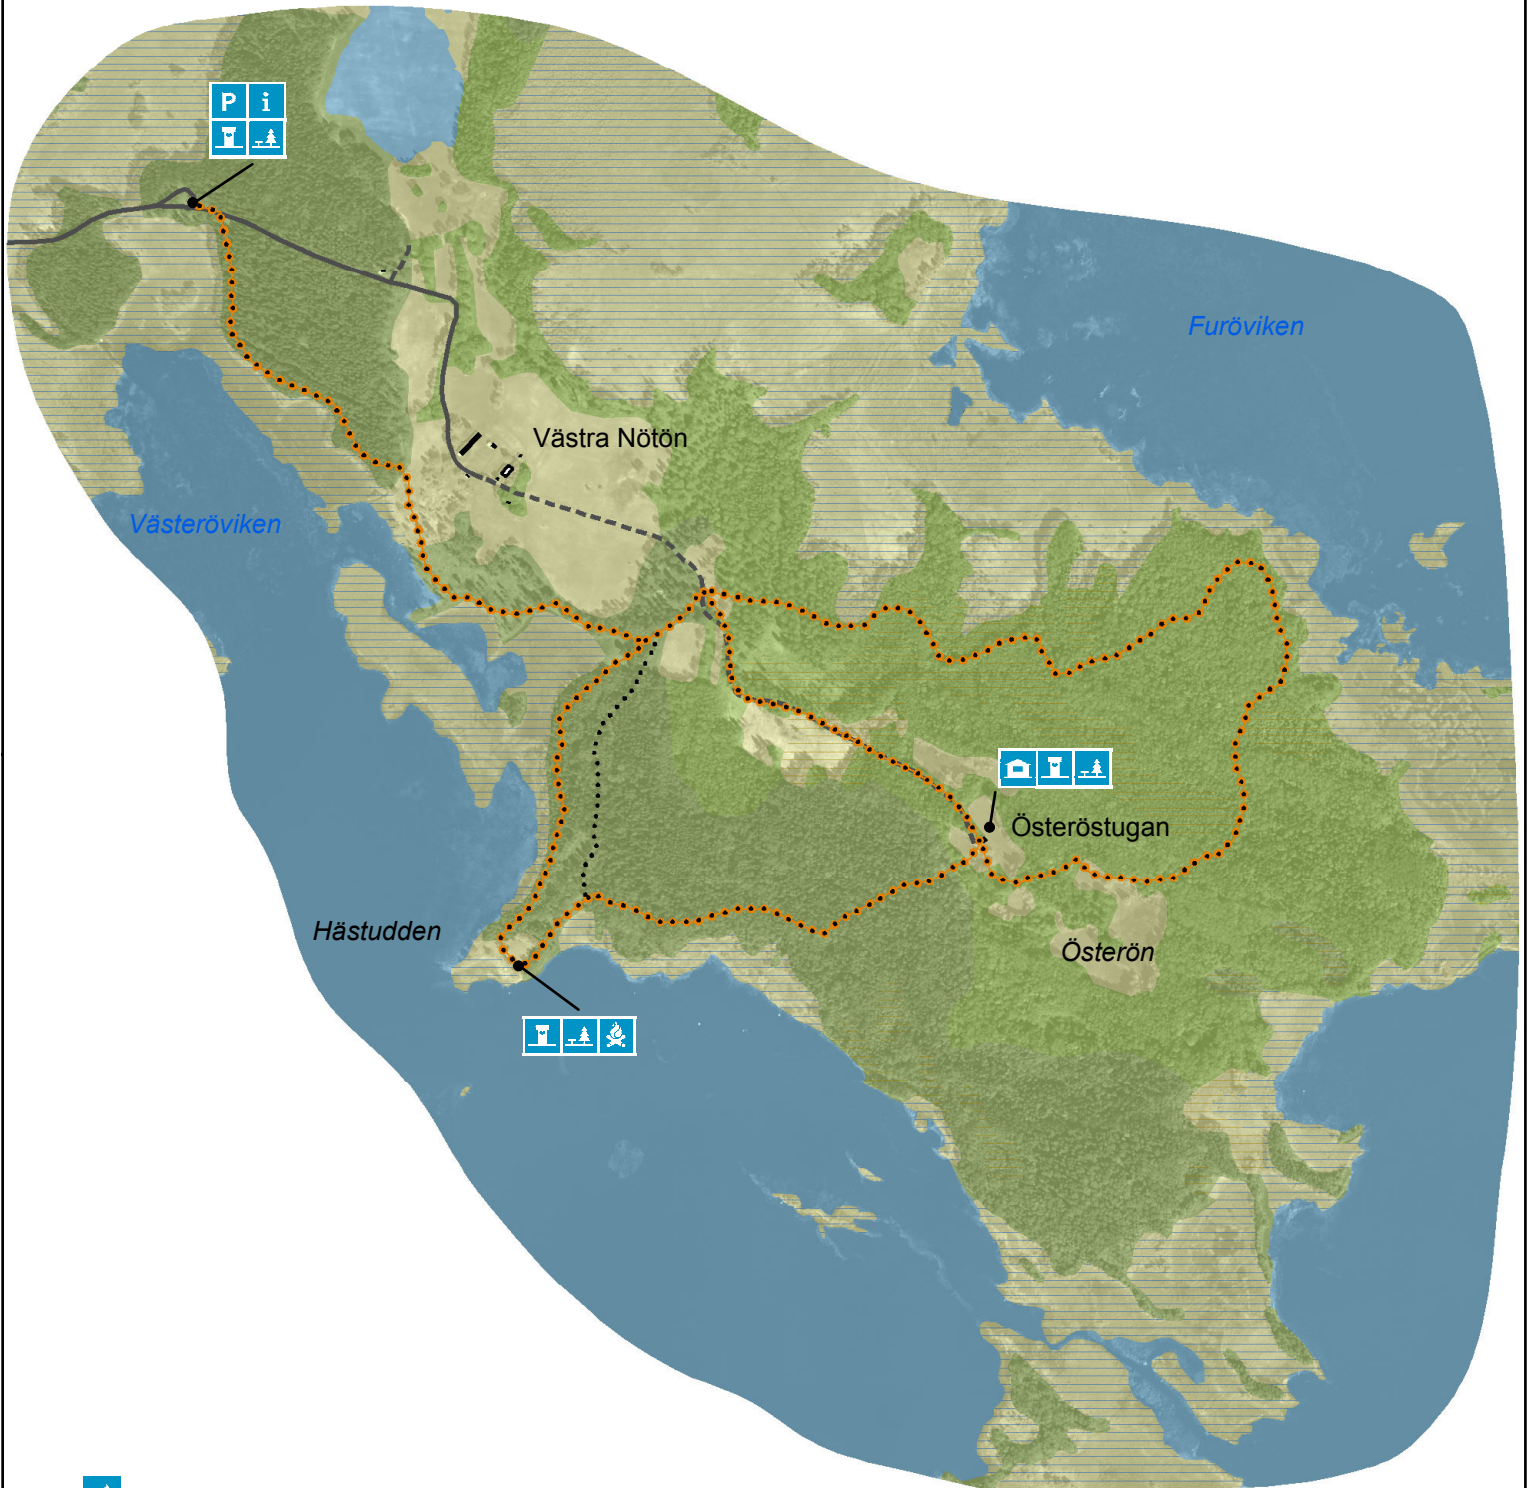 P i
Furöviken
Västra Nötön
Västeröviken
Österöstugan
Hästudden
Österön